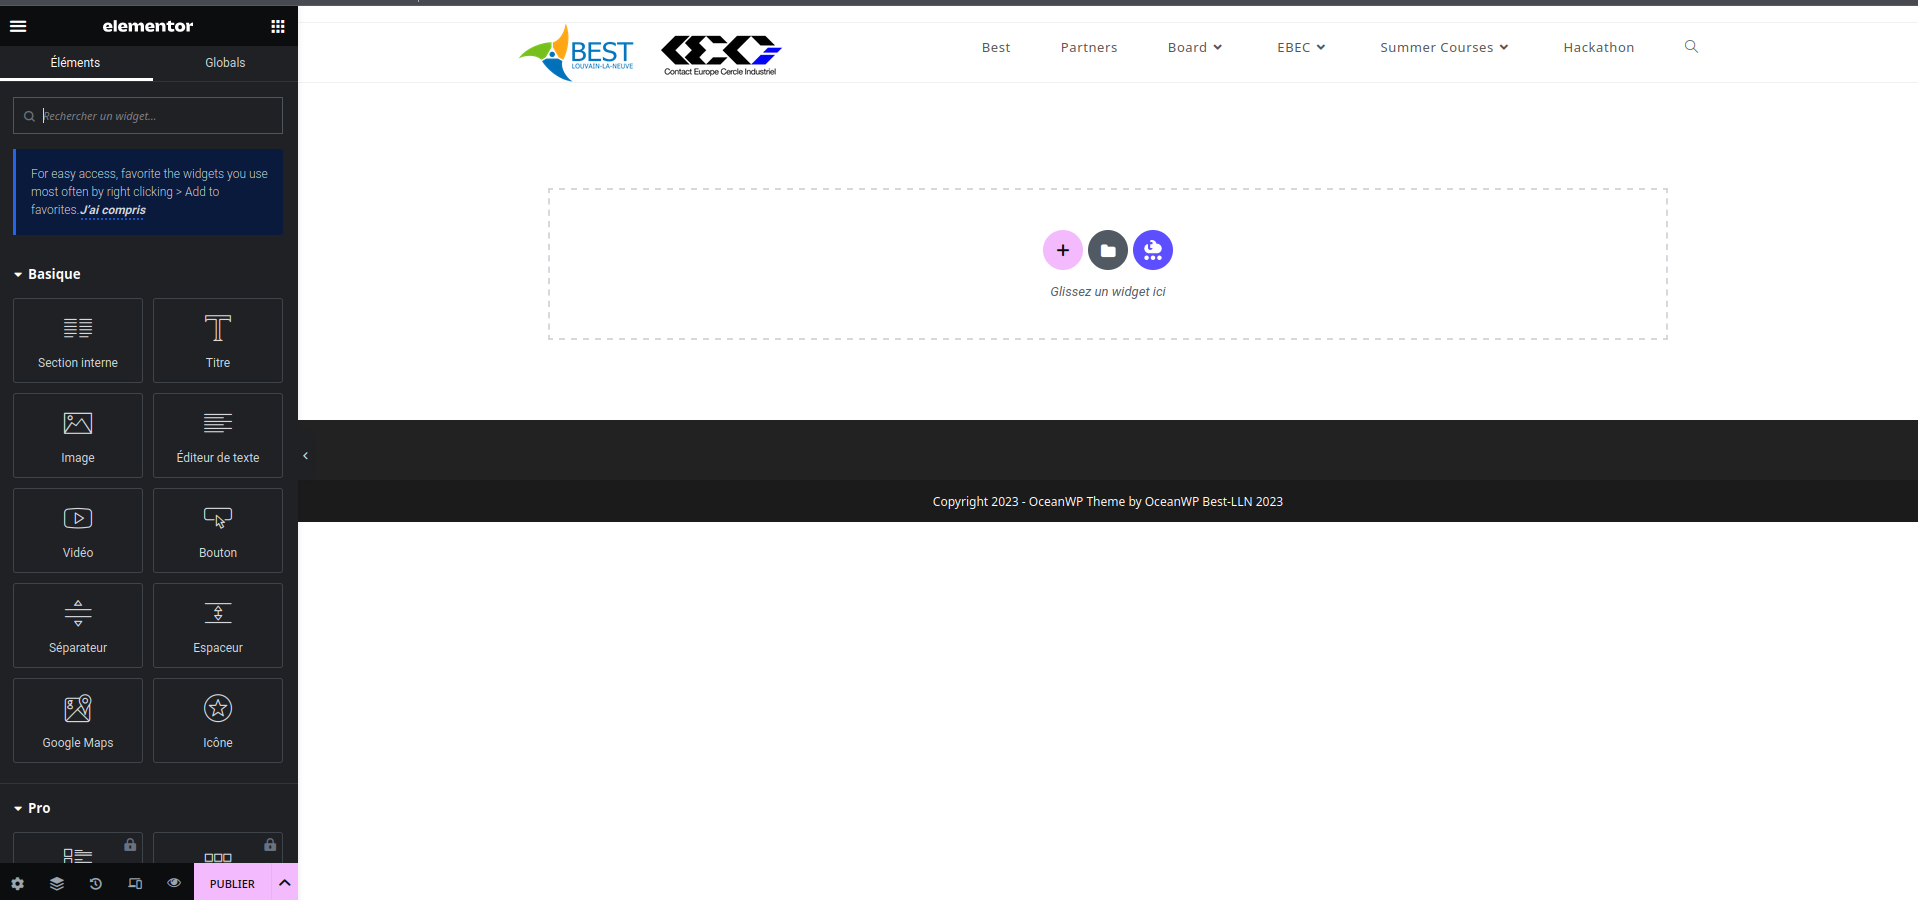 elementor
Éléments
Globals
Rechercher un widget...
For easy access, favorite the widgets you use
most often by right clicking > Add to
favorites. J'ai compris
Basique
Section interne
Titre
Image
Éditeur de texte
Vidéo
Bouton
Séparateur
Espaceur
Google Maps
Icône
Pro
PUBLIER
BEST
LOUVAIN-LA-NEUVE
Contact Europe Cercle Industriel
Best
Partners
Board
EBEC
Summer Courses
Hackathon
Glissez un widget ici
Copyright 2023 - OceanWP Theme by OceanWP Best-LLN 2023